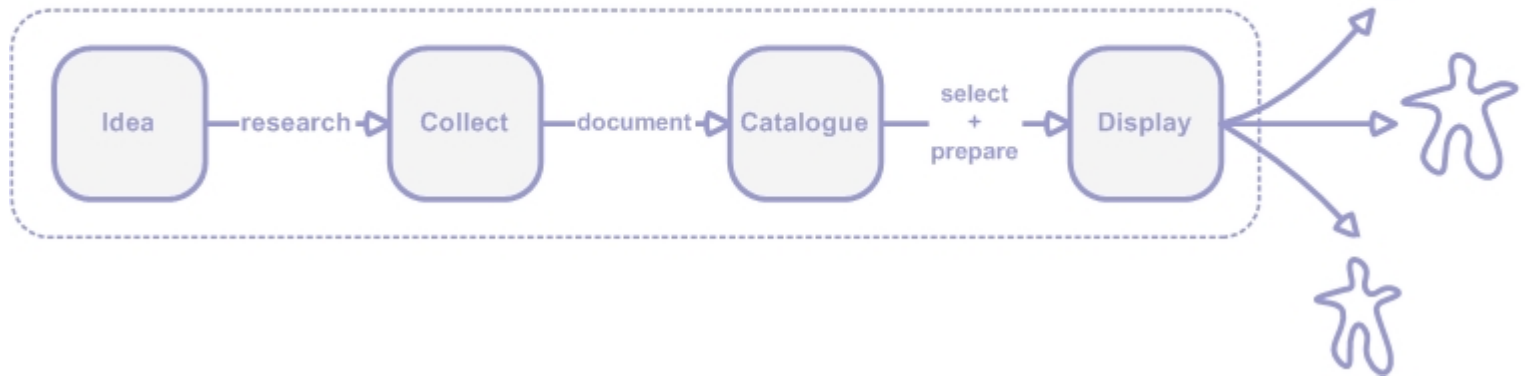 Idea
research
Collect
document
Catalogue
select
+
prepare
Display